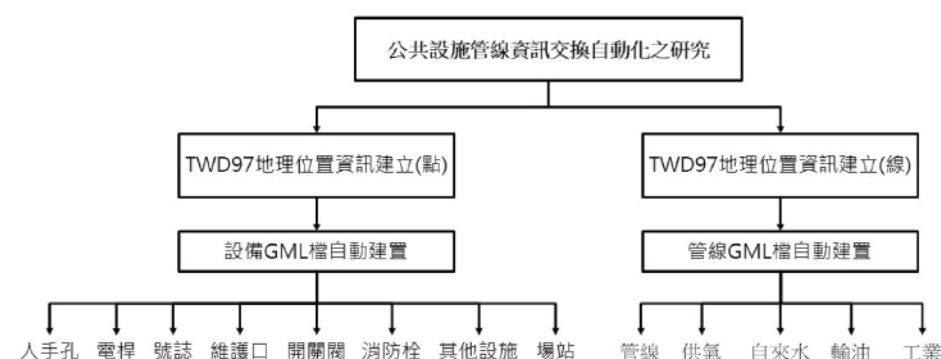 公共設施管線資訊交換自動化之研究
TWD97地理位置資訊建立(點)
TWD97地理位置資訊建立(線)
設備GML檔自動建置
管線GML檔自動建置
人手孔 電桿 號誌 維護口 開關閥 消防栓 其他設施 場站 管線 供氣 自來水 輸油 工業